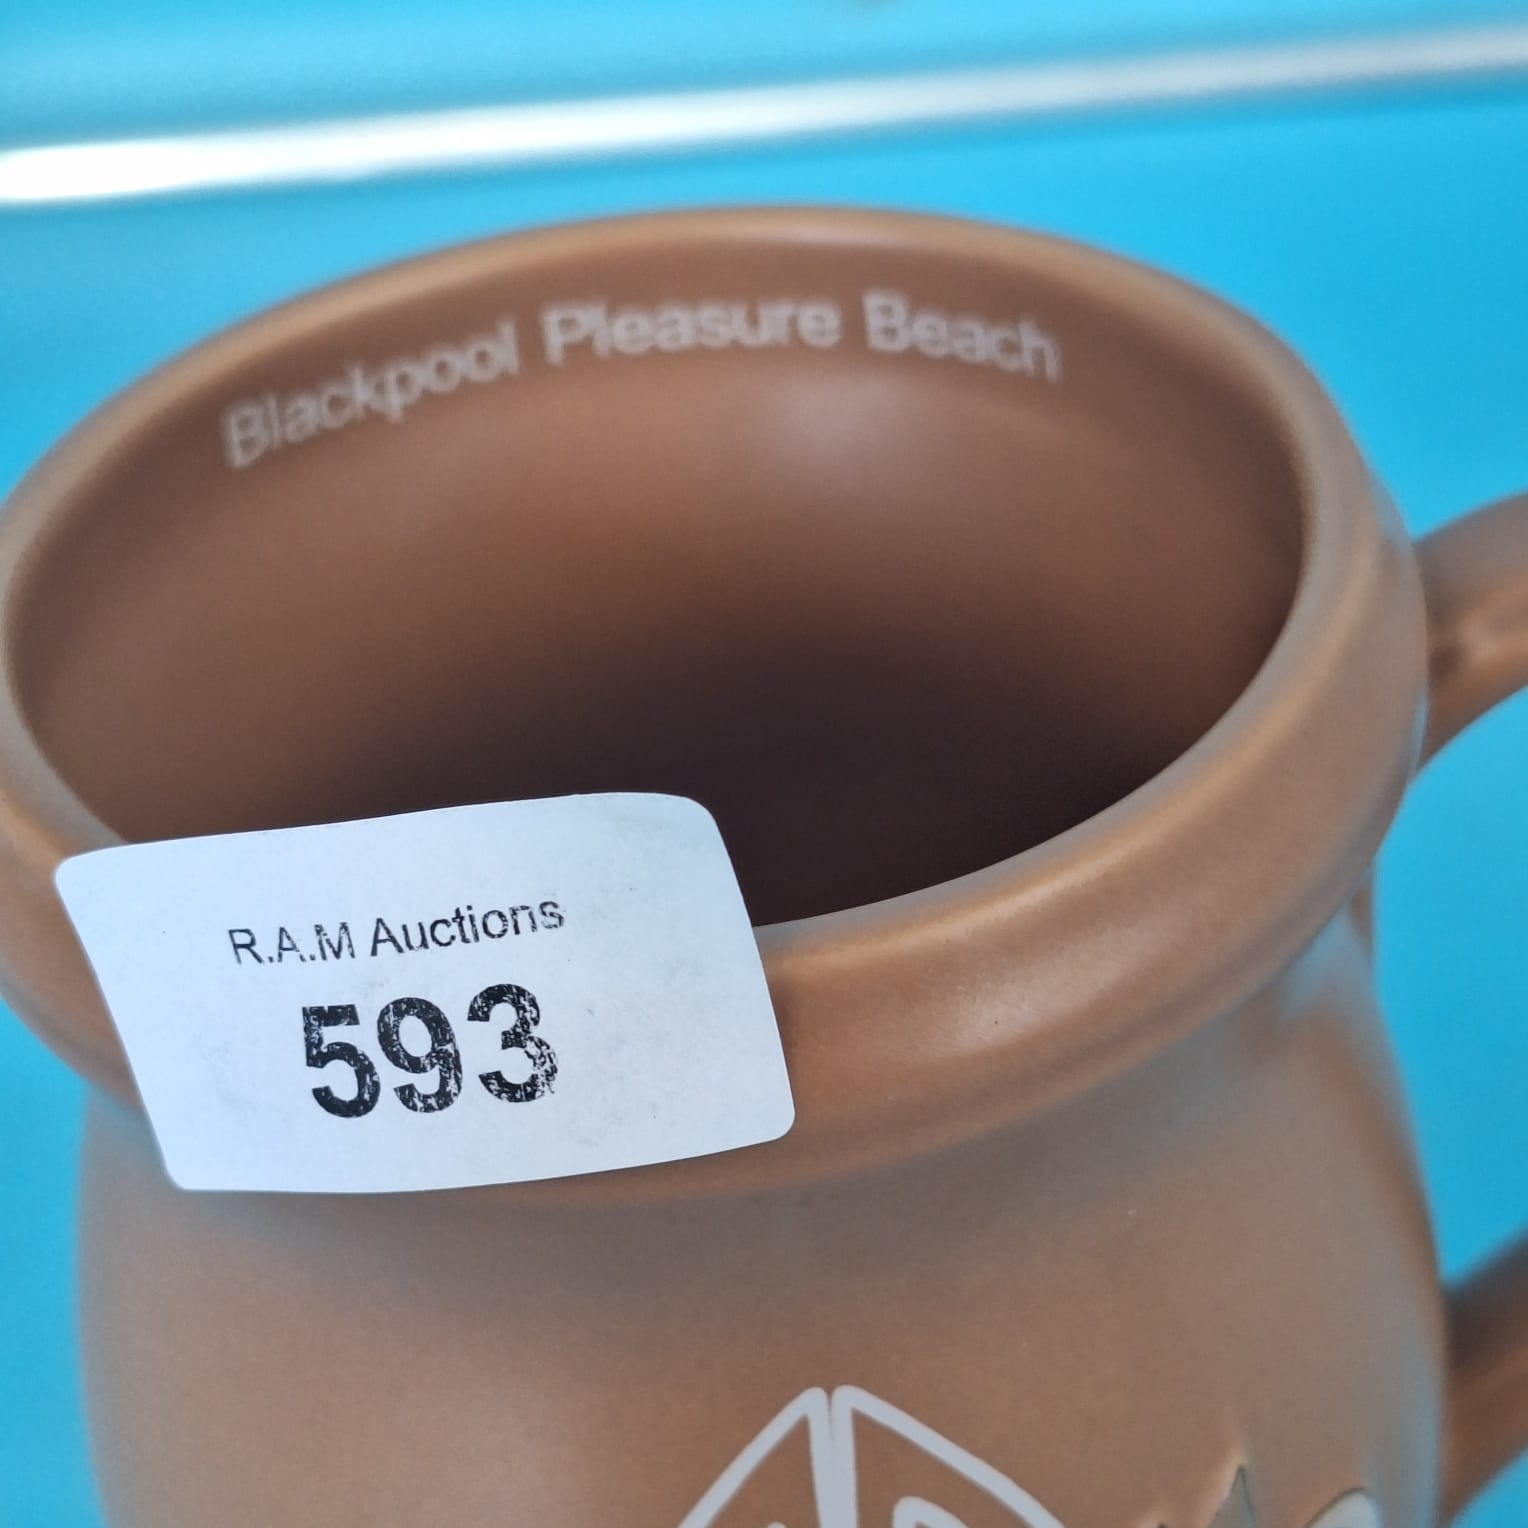 Blackpool Pleasure Beach
R.A.M Auctions
593